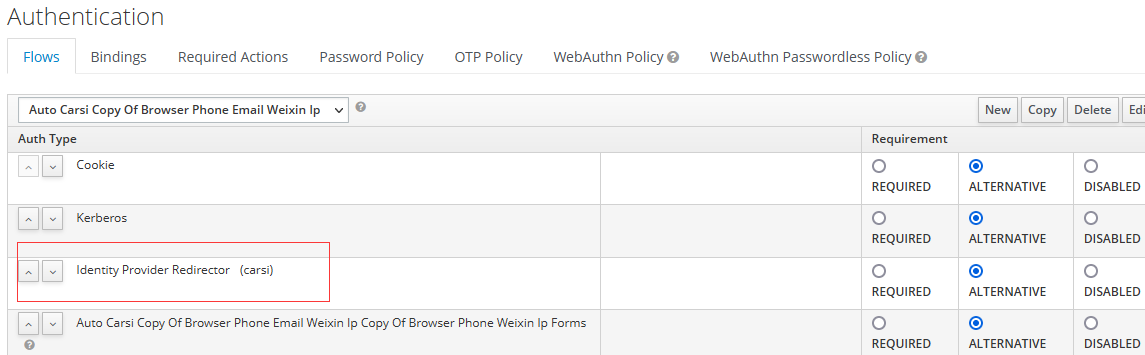 Authentication
Flows Bindings Required Actions Password Policy OTP Policy WebAuthn Policy WebAuthn Passwordless Policy
Auto Carsi Copy Of Browser Phone Email Weixin Ip New Copy Delete Edi
Auth Type Requirement
Cookie
REQUIRED ALTERNATIVE DISABLED
Kerberos
REQUIRED ALTERNATIVE DISABLED
Identity Provider Redirector (carsi)
REQUIRED ALTERNATIVE DISABLED
Auto Carsi Copy Of Browser Phone Email Weixin Ip Copy Of Browser Phone Weixin Ip Forms
REQUIRED ALTERNATIVE DISABLED